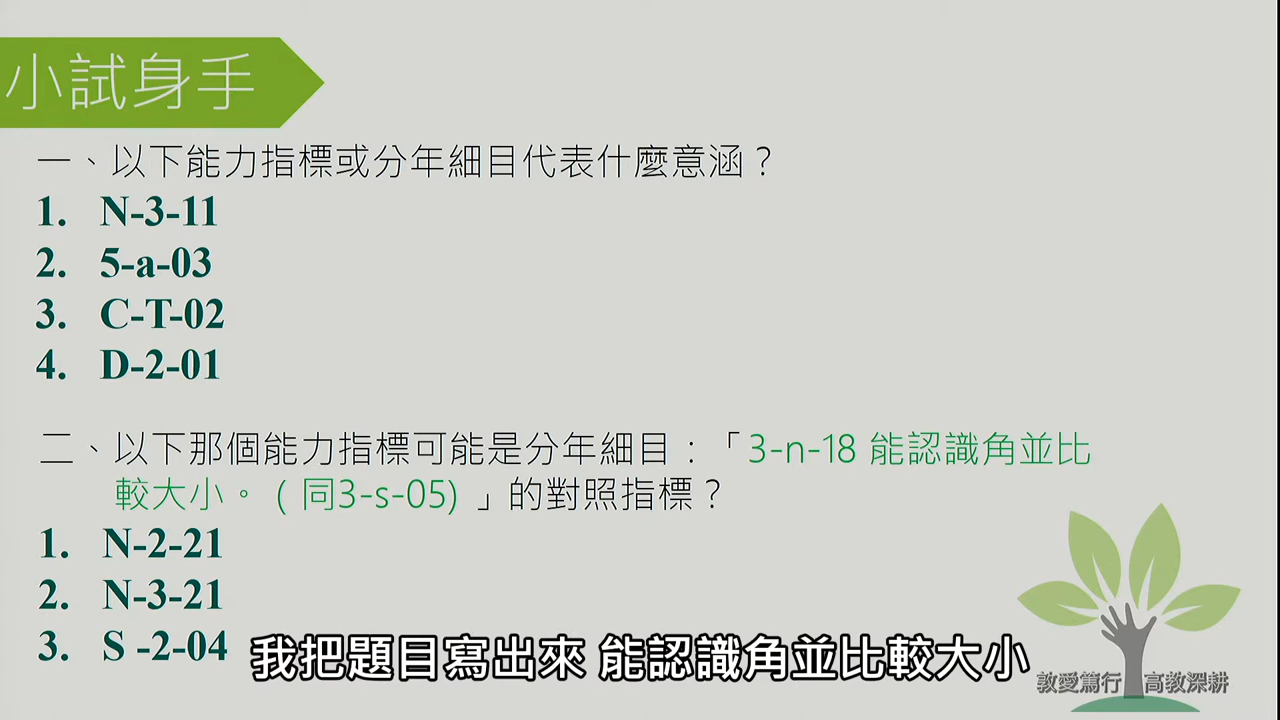 小試身手
一、以下能力指標或分年細目代表什麼意涵？
1. N-3-11
2. 5-a-03
3. C-T-02
4. D-2-01
二、以下那個能力指標可能是分年細目：「3-n-18 能認識角並比
較大小。（同3-s-05)」的對照指標？
1. N-2-21
2. N-3-21
3. S -2-04
我把題目寫出來 能認識角並比較大小
敦愛篤行 高教深耕